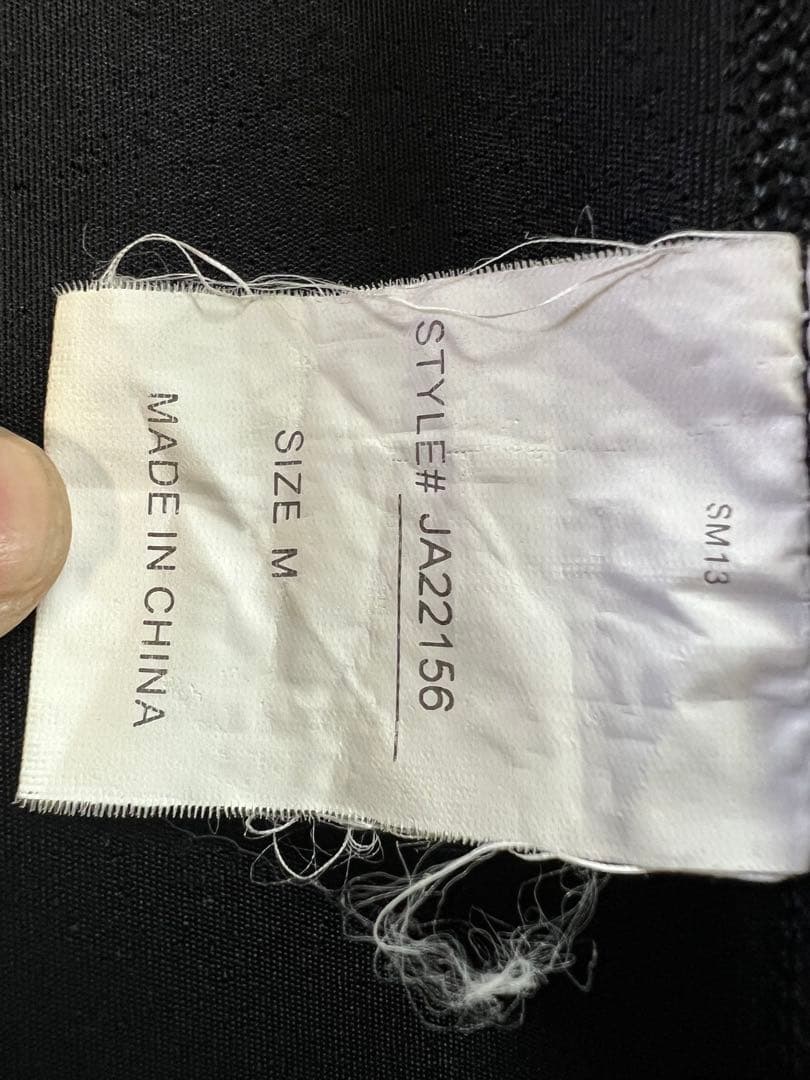 SM13
STYLE# JA22156
SIZE M
MADE IN CHINA